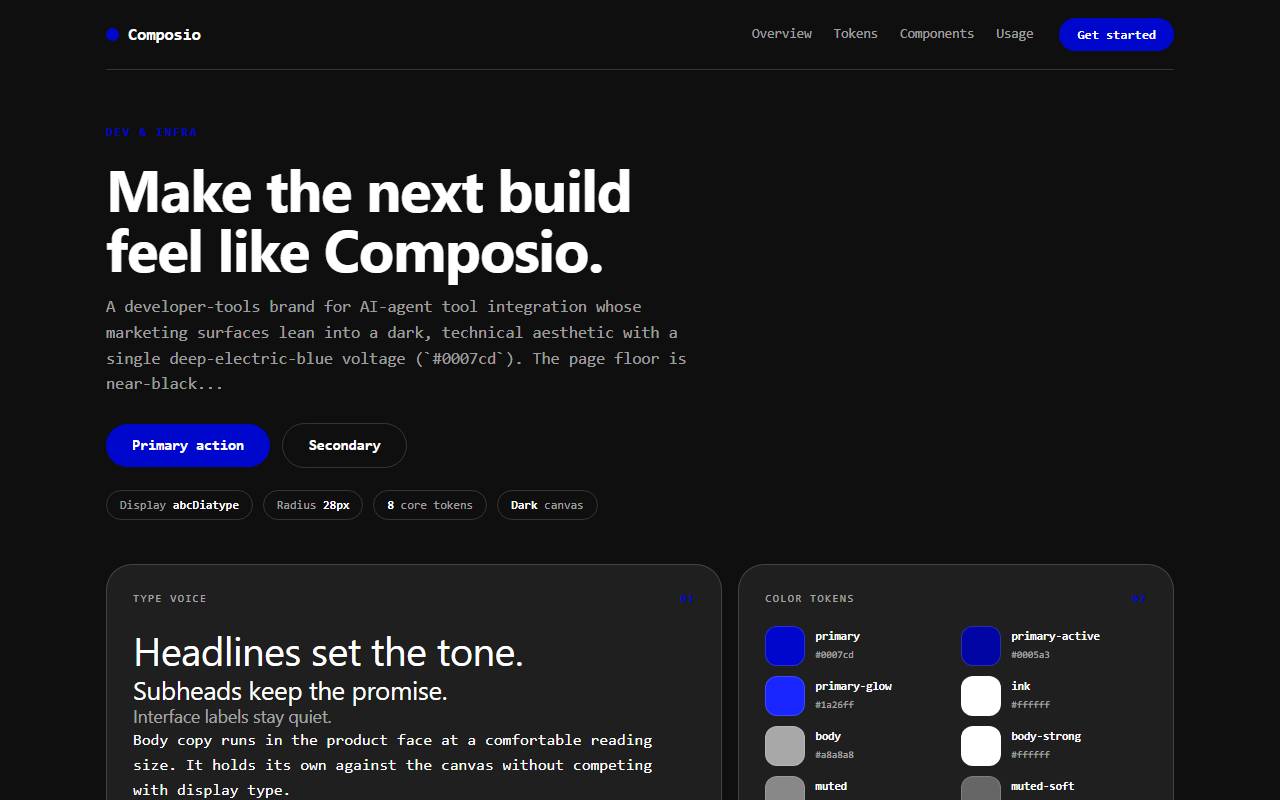 Composio
Overview Tokens Components Usage Get started
DEV & INFRA
Make the next build
feel like Composio.
A developer-tools brand for AI-agent tool integration whose
marketing surfaces lean into a dark, technical aesthetic with a
single deep-electric-blue voltage (`#0007cd`). The page floor is
near-black...
Primary action Secondary
Display abcDiatype Radius 28px 8 core tokens Dark canvas
TYPE VOICE 01
Headlines set the tone.
Subheads keep the promise.
Interface labels stay quiet.
Body copy runs in the product face at a comfortable reading
size. It holds its own against the canvas without competing
with display type.
COLOR TOKENS 02
primary
#0007cd
primary-active
#0005a3
primary-glow
#1a26ff
ink
#ffffff
body
#a8a8a8
body-strong
#ffffff
muted
muted-soft